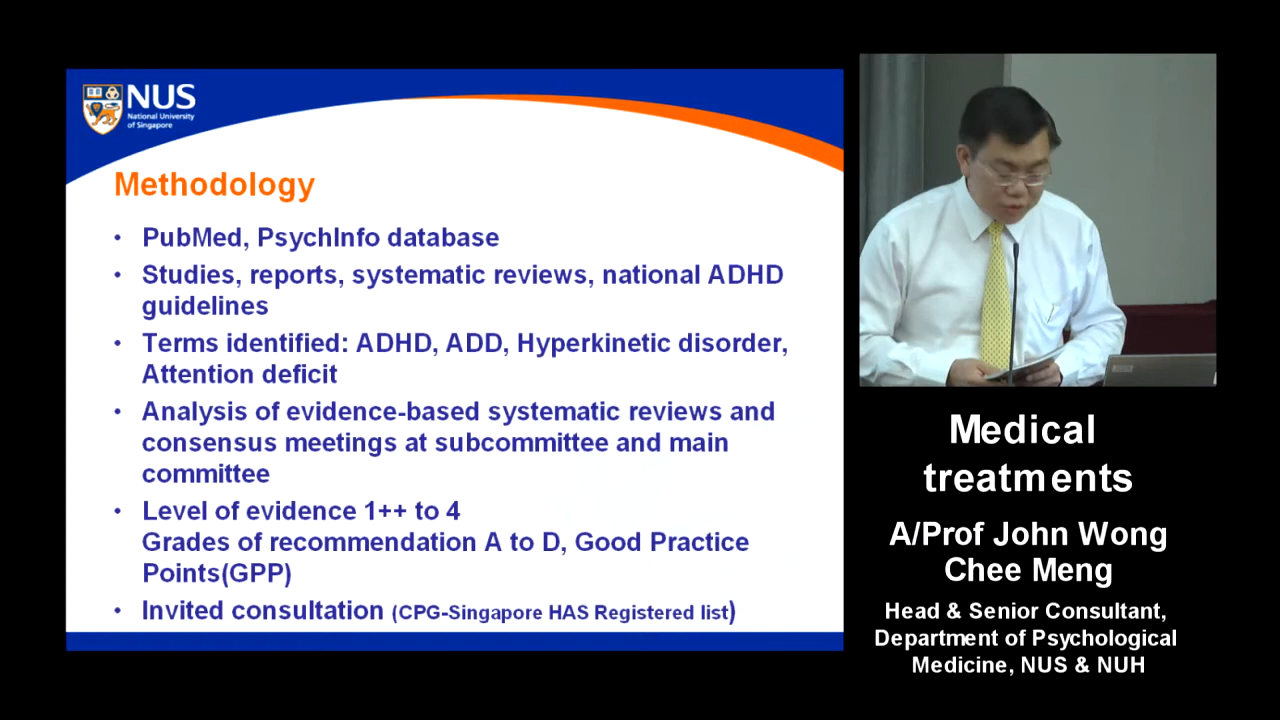 NUS
National University
of Singapore
Methodology
• PubMed, PsychInfo database
• Studies, reports, systematic reviews, national ADHD
guidelines
• Terms identified: ADHD, ADD, Hyperkinetic disorder,
Attention deficit
• Analysis of evidence-based systematic reviews and
consensus meetings at subcommittee and main
committee
• Level of evidence 1++ to 4
Grades of recommendation A to D, Good Practice
Points(GPP)
• Invited consultation (CPG-Singapore HAS Registered list)
Medical
treatments
A/Prof John Wong
Chee Meng
Head & Senior Consultant,
Department of Psychological
Medicine, NUS & NUH